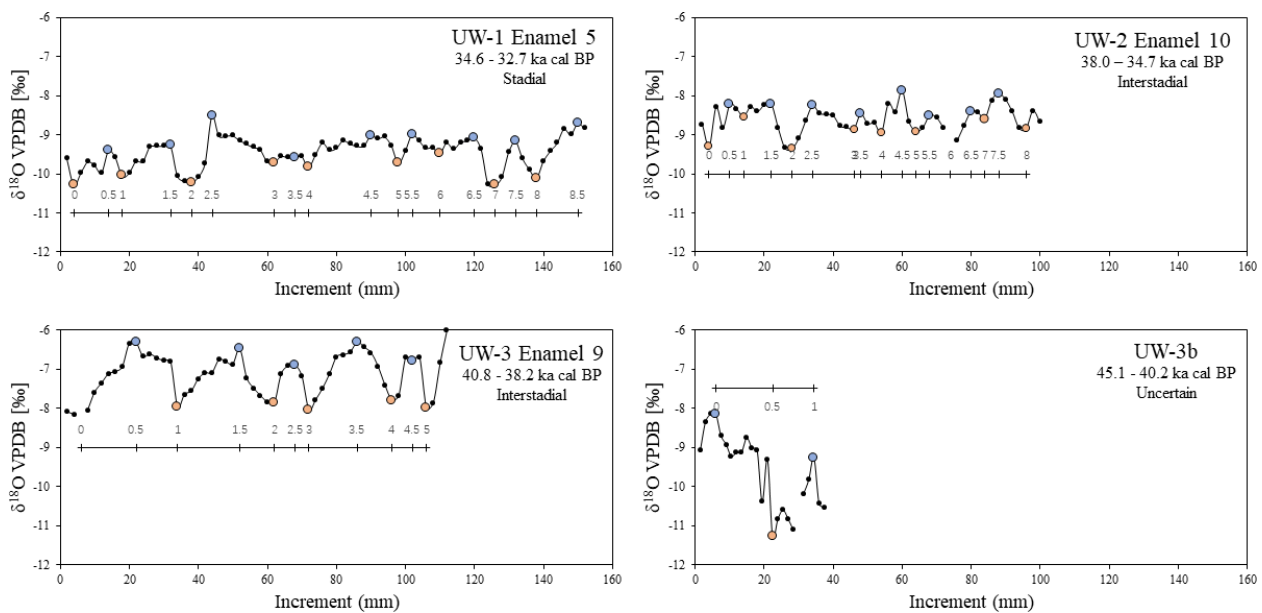 -6
-7
-8
-9
-10
-11
-12
δ18O VPDB [‰]
UW-1 Enamel 5
34.6 - 32.7 ka cal BP
Stadial
0 0.5 1 1.5 2 2.5 3 3.5 4 4.5 5 5.5 6 6.5 7 7.5 8 8.5
0 20 40 60 80 100 120 140 160
Increment (mm)
-6
-7
-8
-9
-10
-11
-12
δ18O VPDB [‰]
UW-2 Enamel 10
38.0 – 34.7 ka cal BP
Interstadial
0 0.5 1 1.5 2 2.5 3 3.5 4 4.5 5 5.5 6 6.5 7 7.5 8
0 20 40 60 80 100 120 140 160
Increment (mm)
-6
-7
-8
-9
-10
-11
-12
δ18O VPDB [‰]
UW-3 Enamel 9
40.8 - 38.2 ka cal BP
Interstadial
0 0.5 1 1.5 2 2.5 3 3.5 4 4.5 5
0 20 40 60 80 100 120 140 160
Increment (mm)
-6
-7
-8
-9
-10
-11
-12
δ18O VPDB [‰]
UW-3b
45.1 - 40.2 ka cal BP
Uncertain
0 0.5 1
0 20 40 60 80 100 120 140 160
Increment (mm)